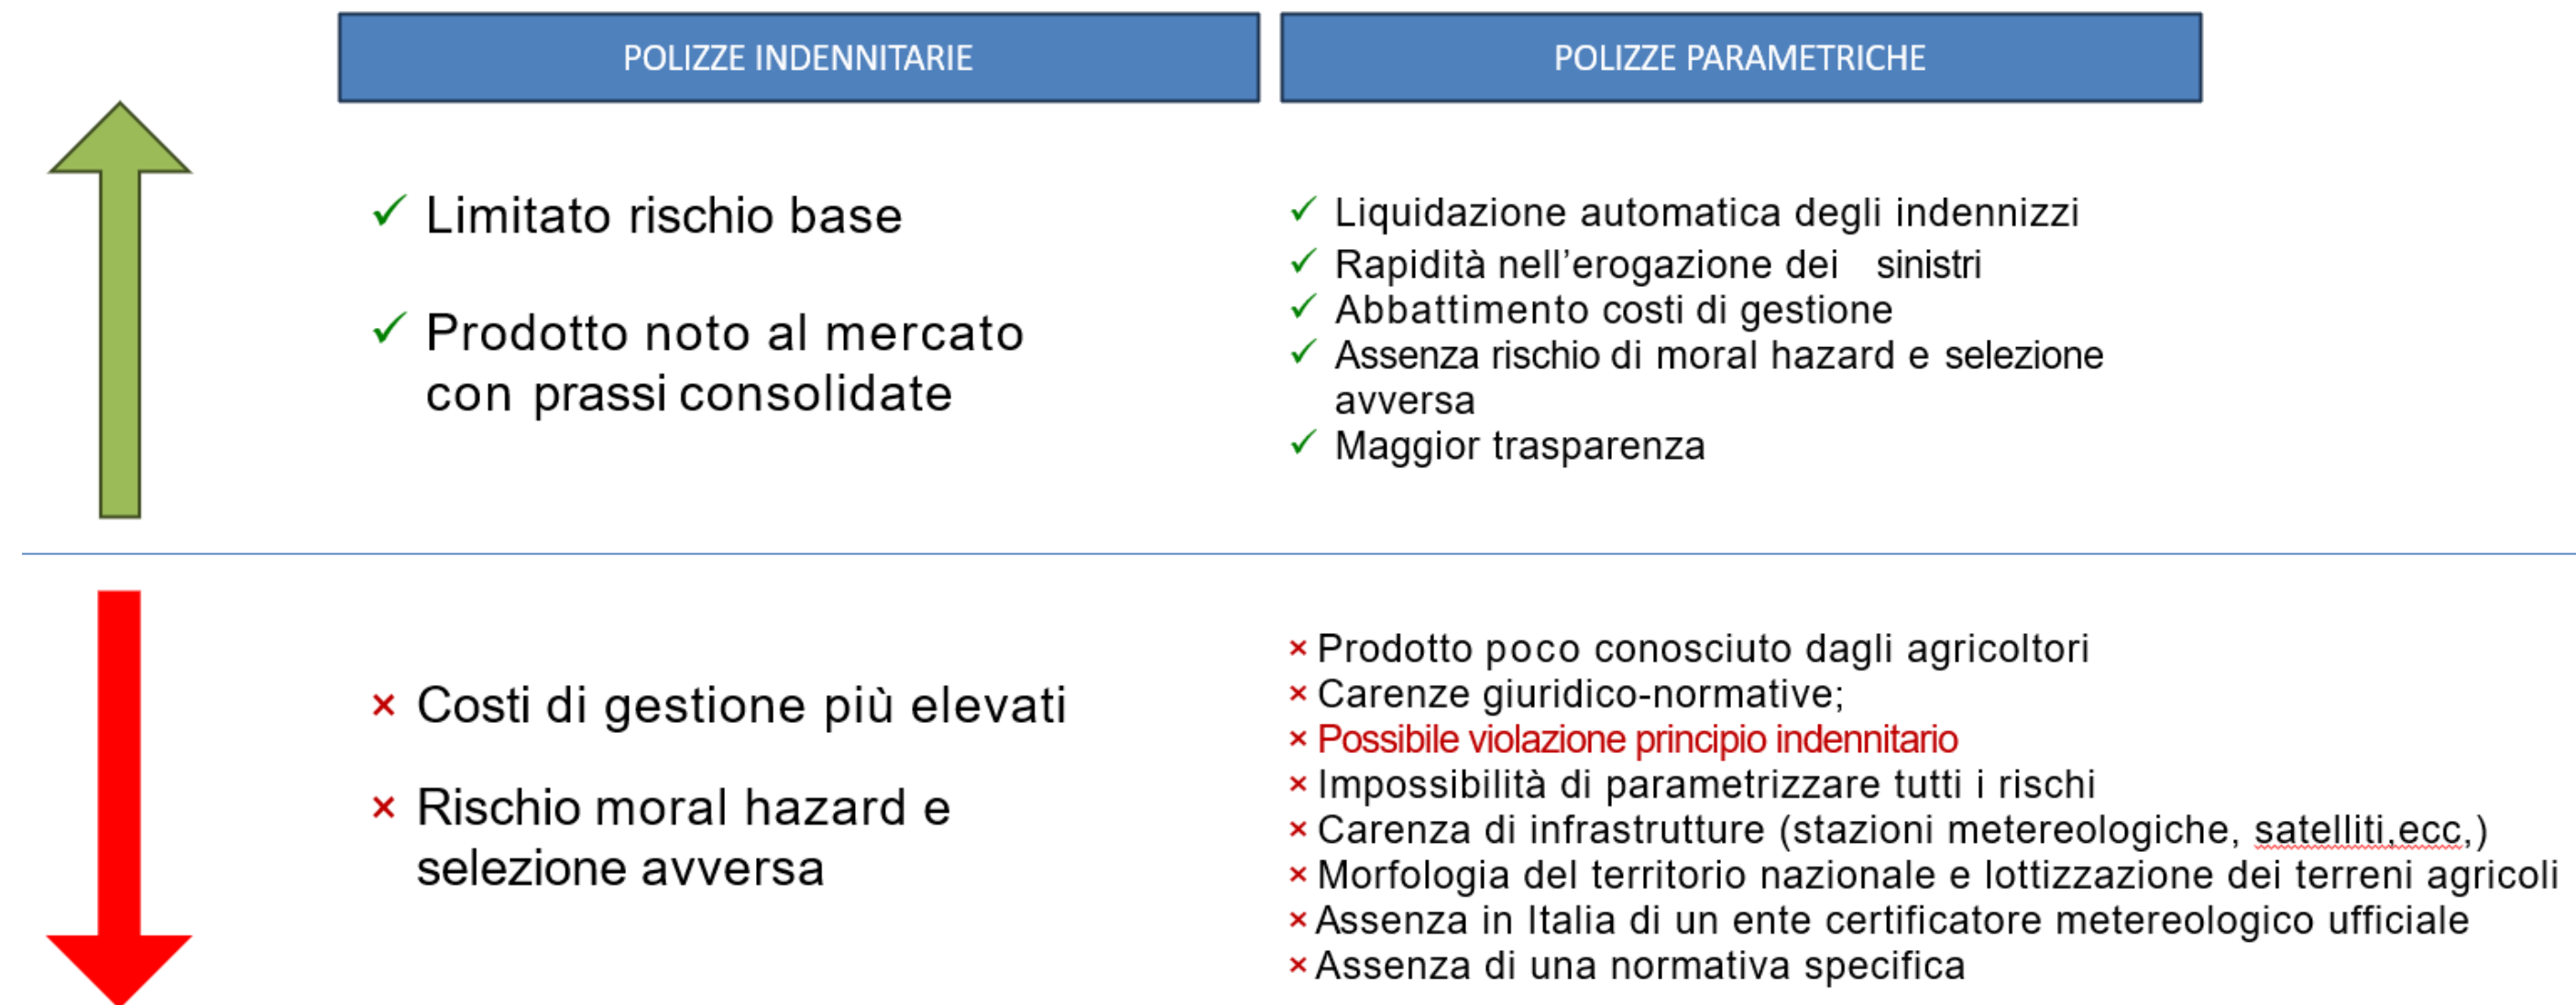 POLIZZE INDENNITARIE
POLIZZE PARAMETRICHE
✓ Limitato rischio base
✓ Prodotto noto al mercato
con prassi consolidate
✓ Liquidazione automatica degli indennizzi
✓ Rapidità nell’erogazione dei sinistri
✓ Abbattimento costi di gestione
✓ Assenza rischio di moral hazard e selezione
avversa
✓ Maggior trasparenza
× Costi di gestione più elevati
× Rischio moral hazard e
selezione avversa
× Prodotto poco conosciuto dagli agricoltori
× Carenze giuridico-normative;
× Possibile violazione principio indennitario
× Impossibilità di parametrizzare tutti i rischi
× Carenza di infrastrutture (stazioni metereologiche, satelliti,ecc,)
× Morfologia del territorio nazionale e lottizzazione dei terreni agricoli
× Assenza in Italia di un ente certificatore metereologico ufficiale
× Assenza di una normativa specifica